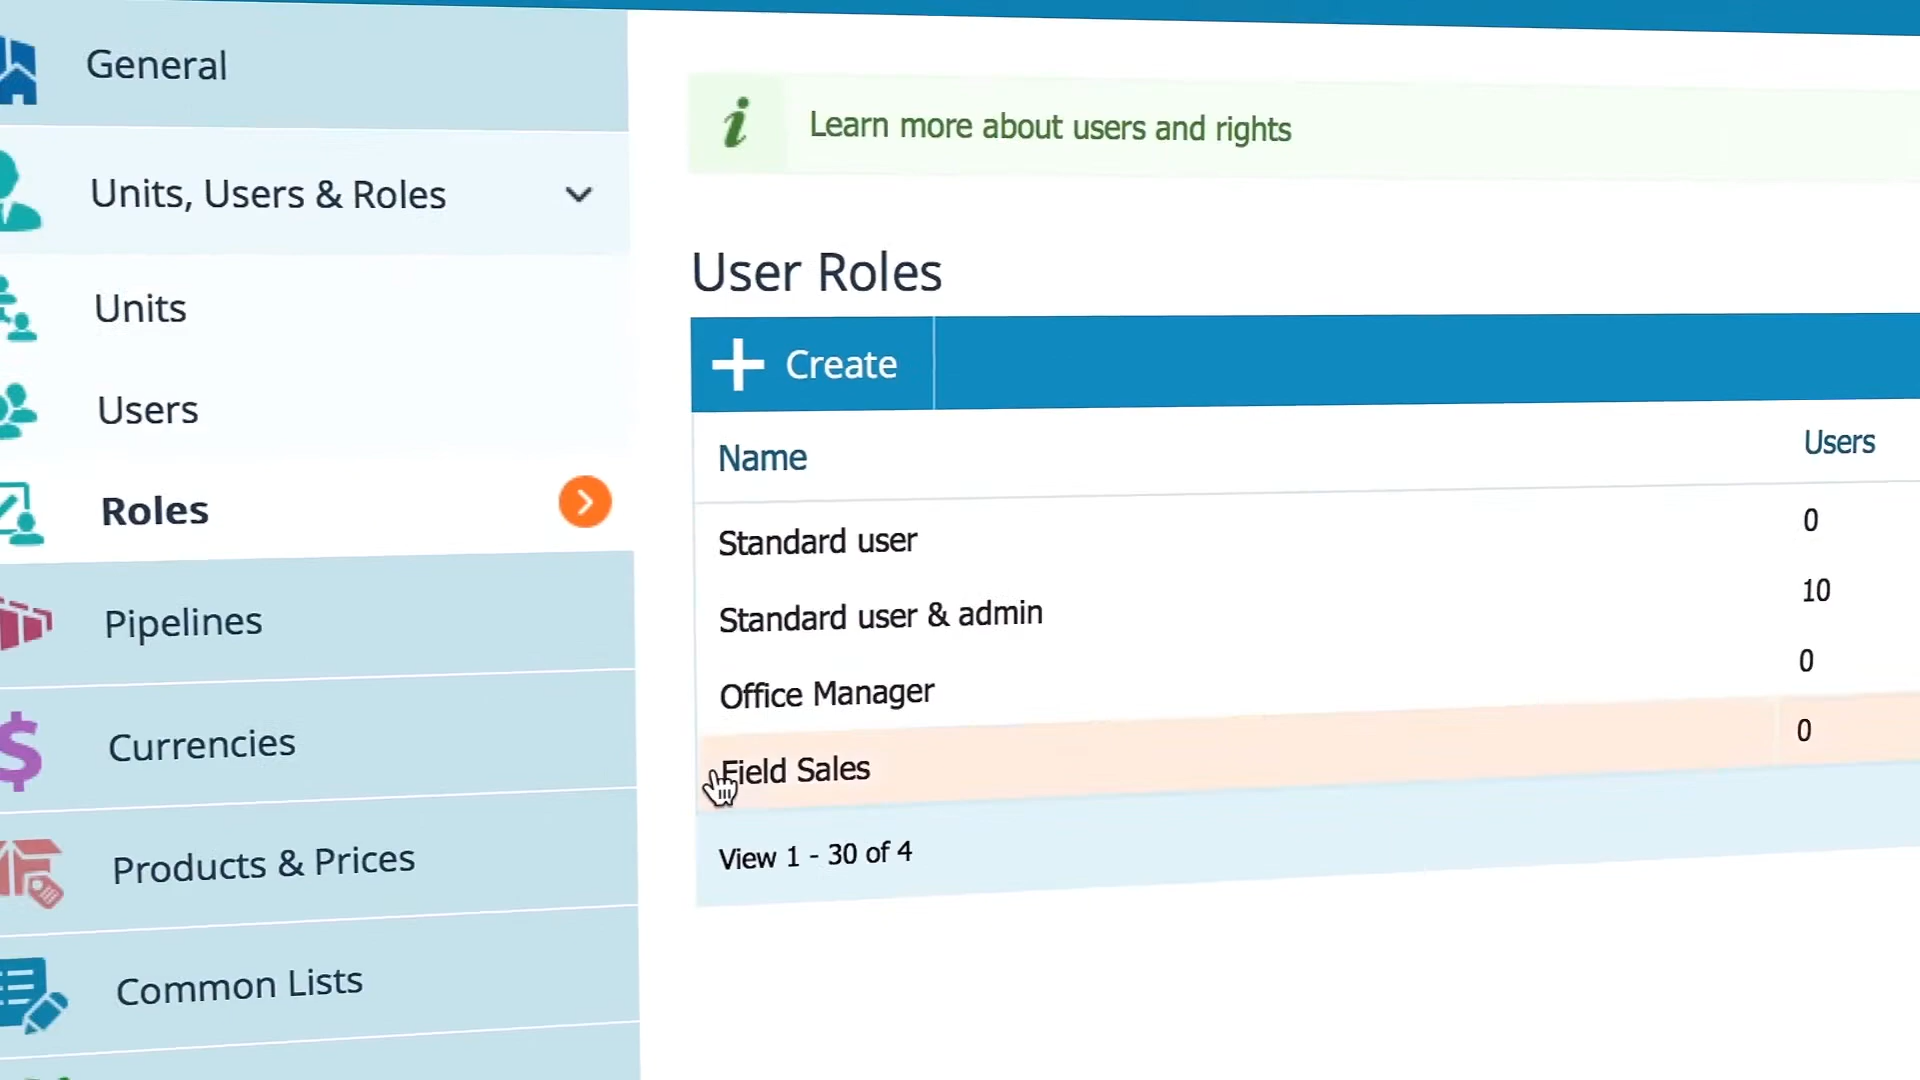 General
Units, Users & Roles
Units
Users
Roles
Pipelines
Currencies
Products & Prices
Common Lists
Learn more about users and rights
User Roles
Create
Name Users
Standard user 0
Standard user & admin 10
Office Manager 0
Field Sales 0
View 1 - 30 of 4